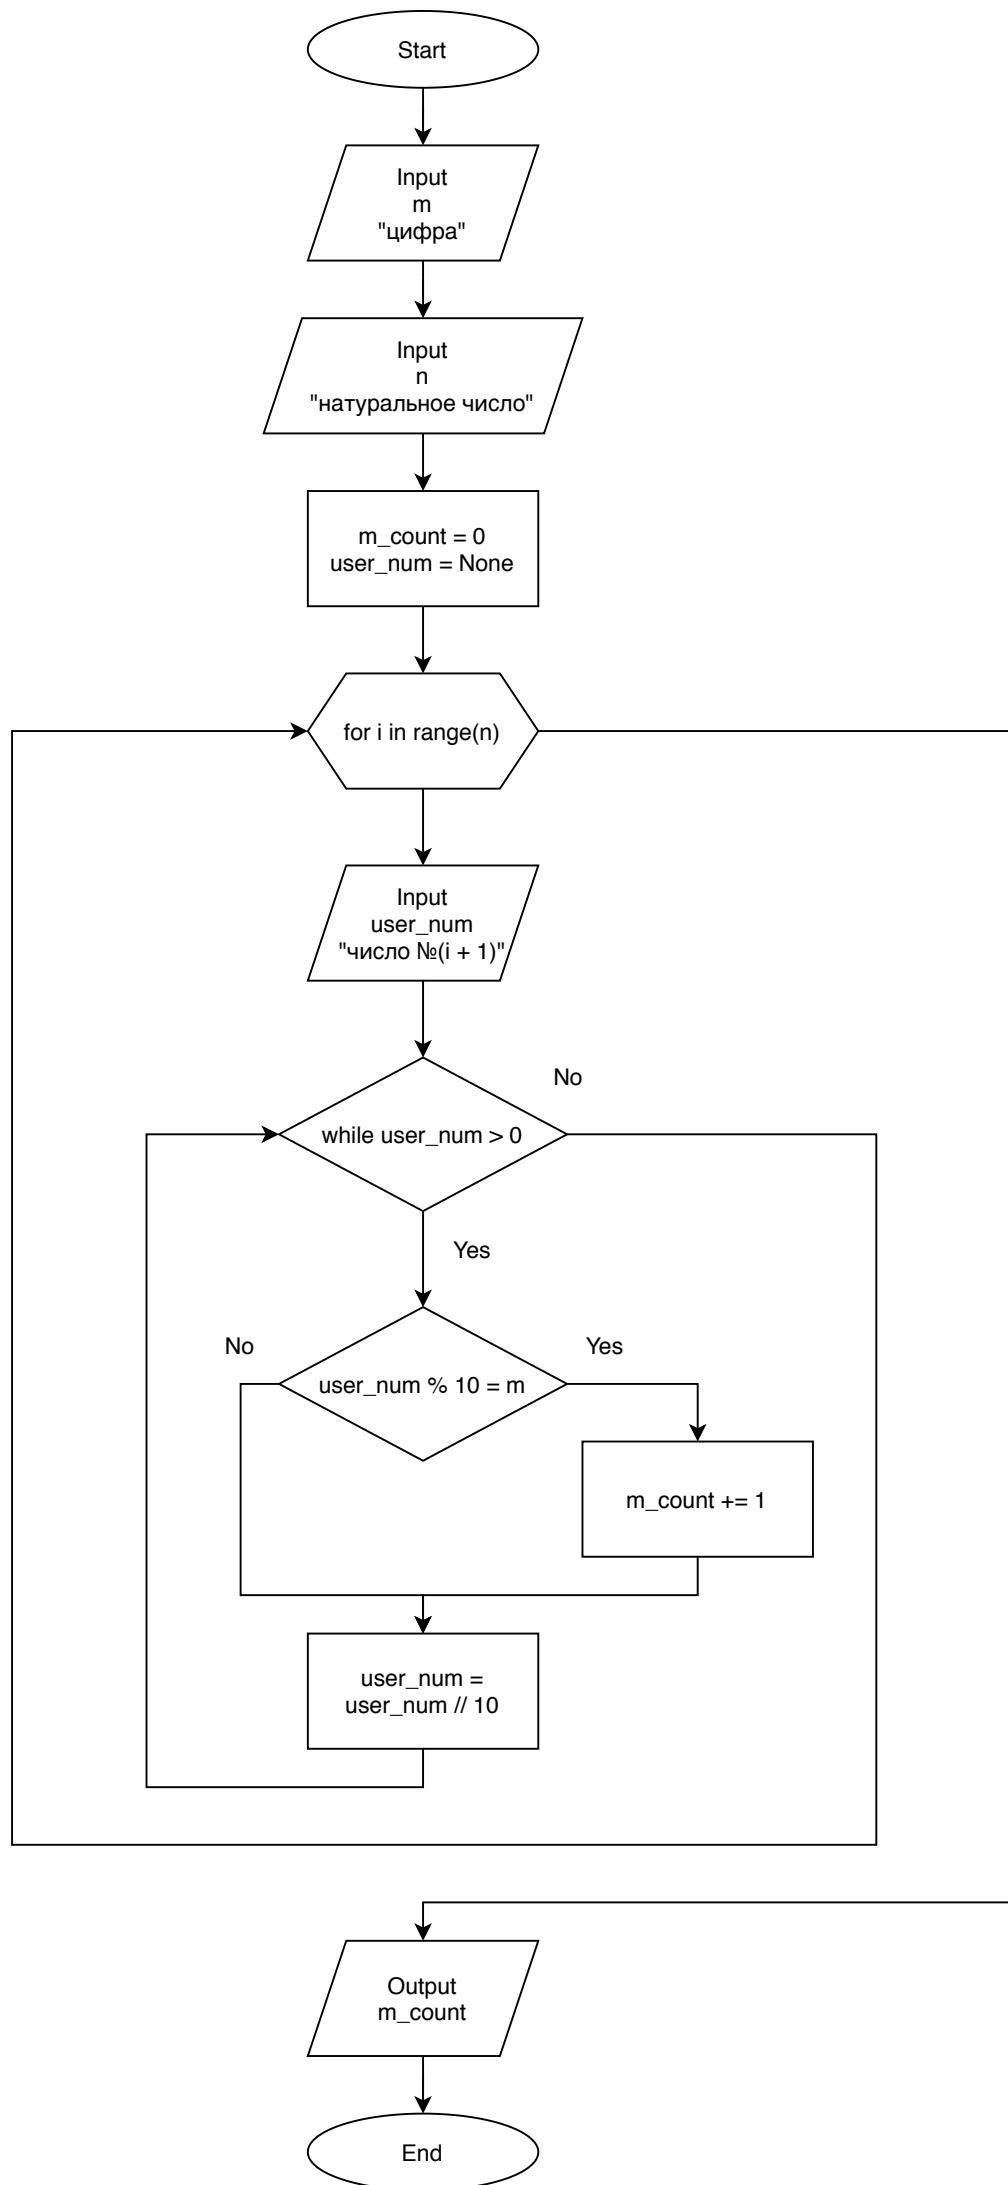 Start
Input
m
"цифра"
Input
n
"натуральное число"
m_count = 0
user_num = None
for i in range(n)
Input
user_num
"число №(i + 1)"
No
while user_num > 0
Yes
No
Yes
user_num % 10 = m
m_count += 1
user_num =
user_num // 10
Output
m_count
End